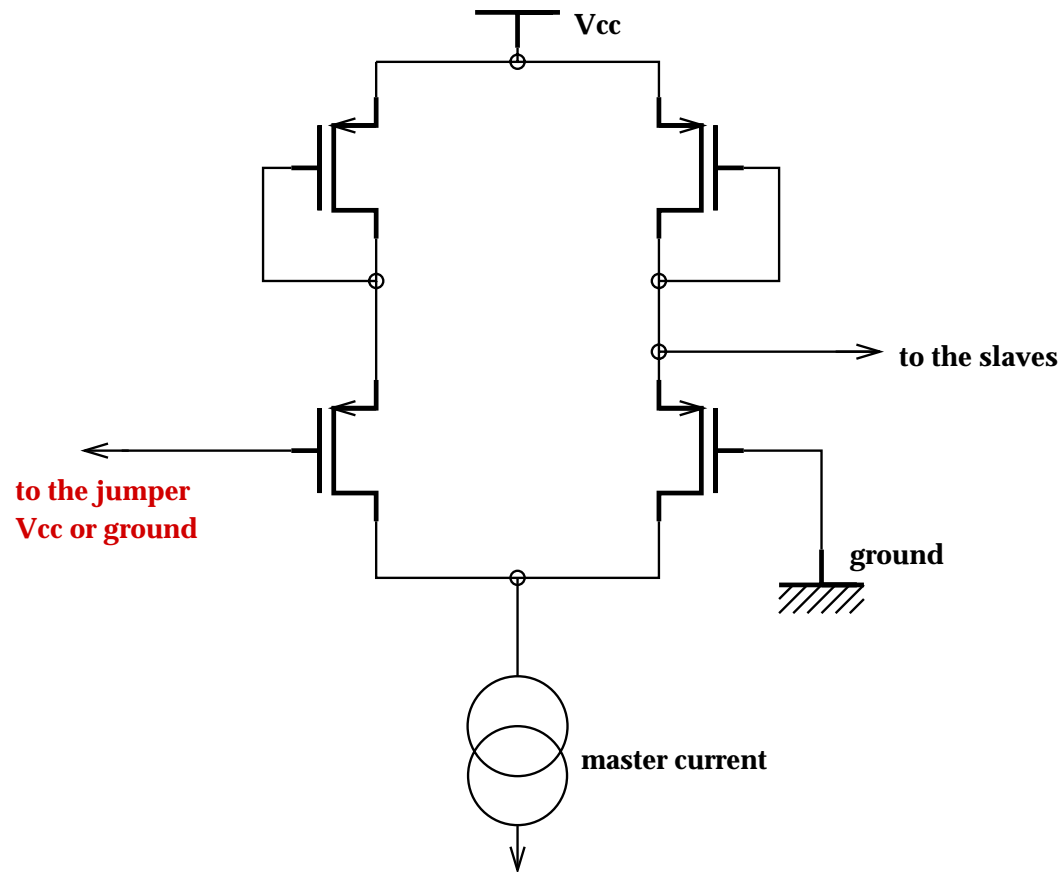 Vcc
to the slaves
to the jumper
Vcc or ground
ground
master current